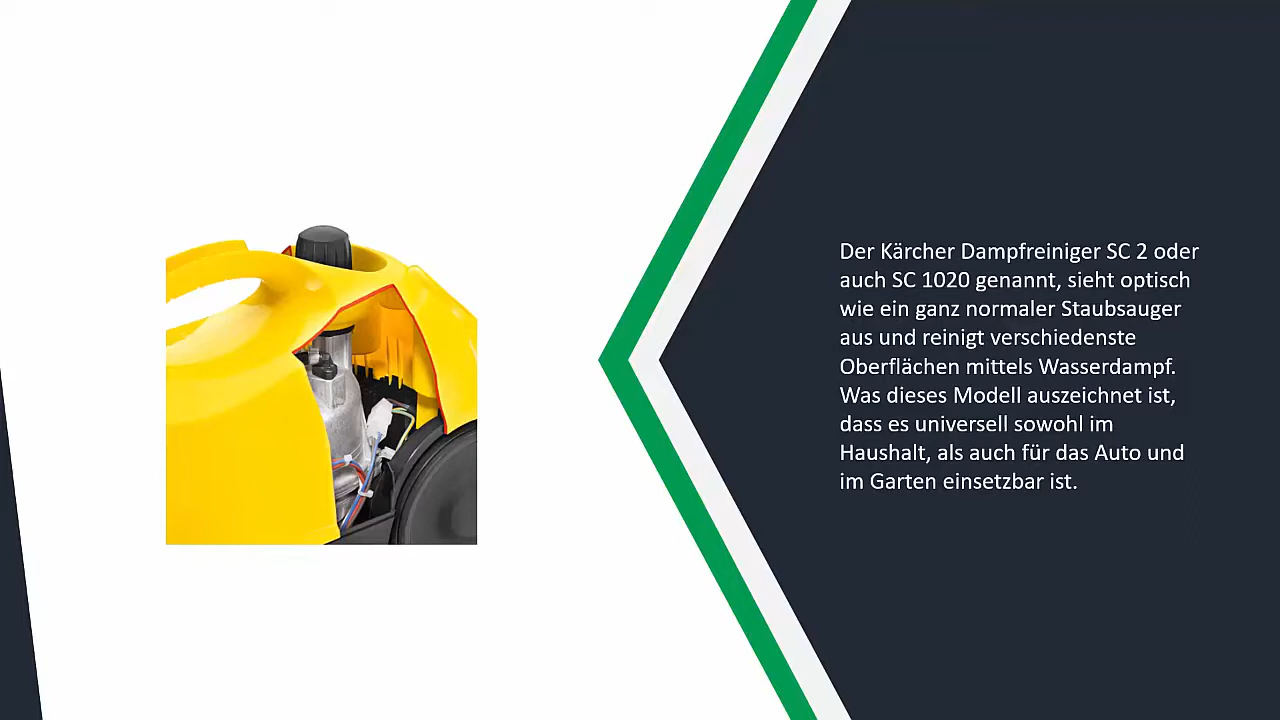 Der Kärcher Dampfreiniger SC 2 oder
auch SC 1020 genannt, sieht optisch
wie ein ganz normaler Staubsauger
aus und reinigt verschiedenste
Oberflächen mittels Wasserdampf.
Was dieses Modell auszeichnet ist,
dass es universell sowohl im
Haushalt, als auch für das Auto und
im Garten einsetzbar ist.